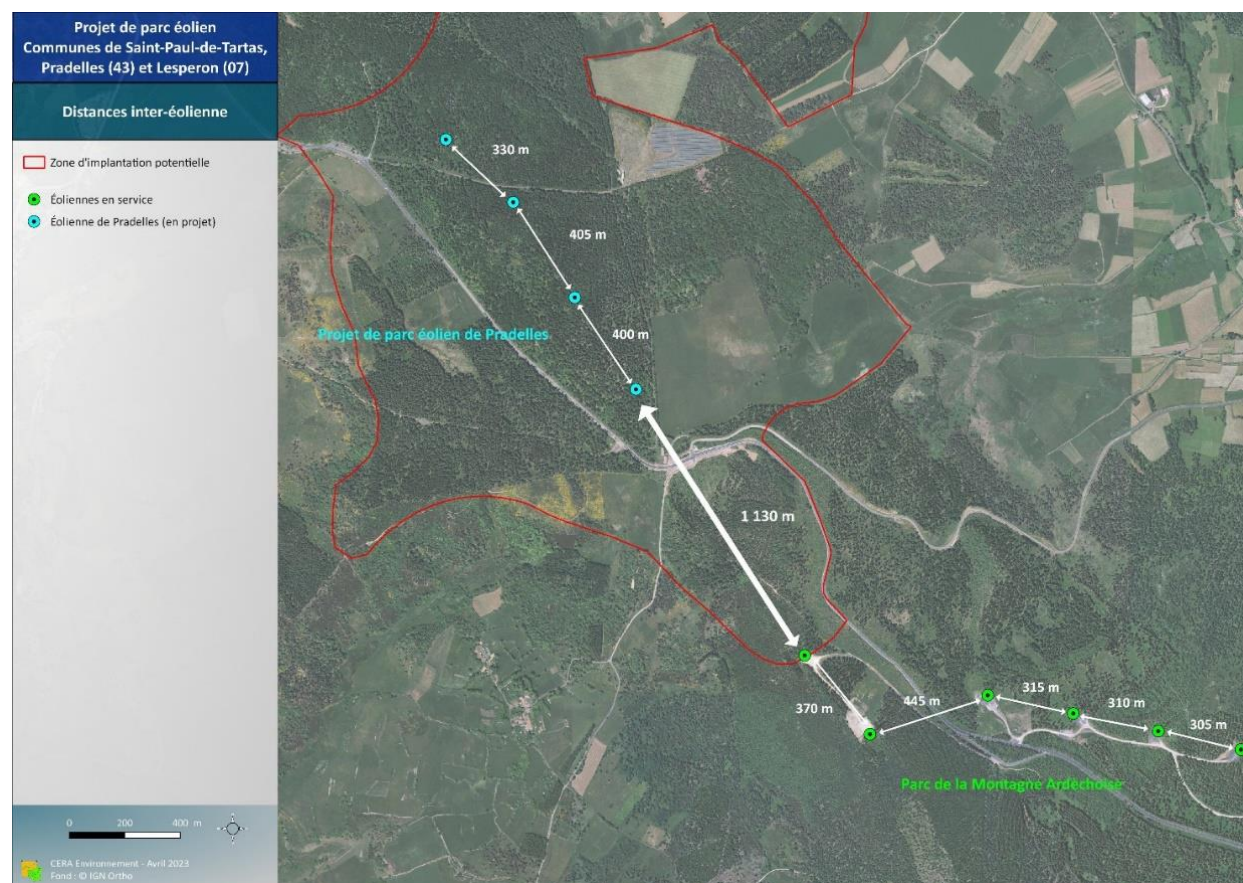 Projet de parc éolien
Communes de Saint-Paul-de-Tartas,
Pradelles (43) et Lesperon (07)
Distances inter-éolienne
Zone d'implantation potentielle
Éoliennes en service
Éolienne de Pradelles (en projet)
330 m
405 m
400 m
Projet de parc éolien de Pradelles
1 130 m
370 m
445 m
315 m
310 m
305 m
Parc de la Montagne Ardéchoise
0 200 400 m
CERA Environnement - Avril 2023
Fond : © IGN Ortho